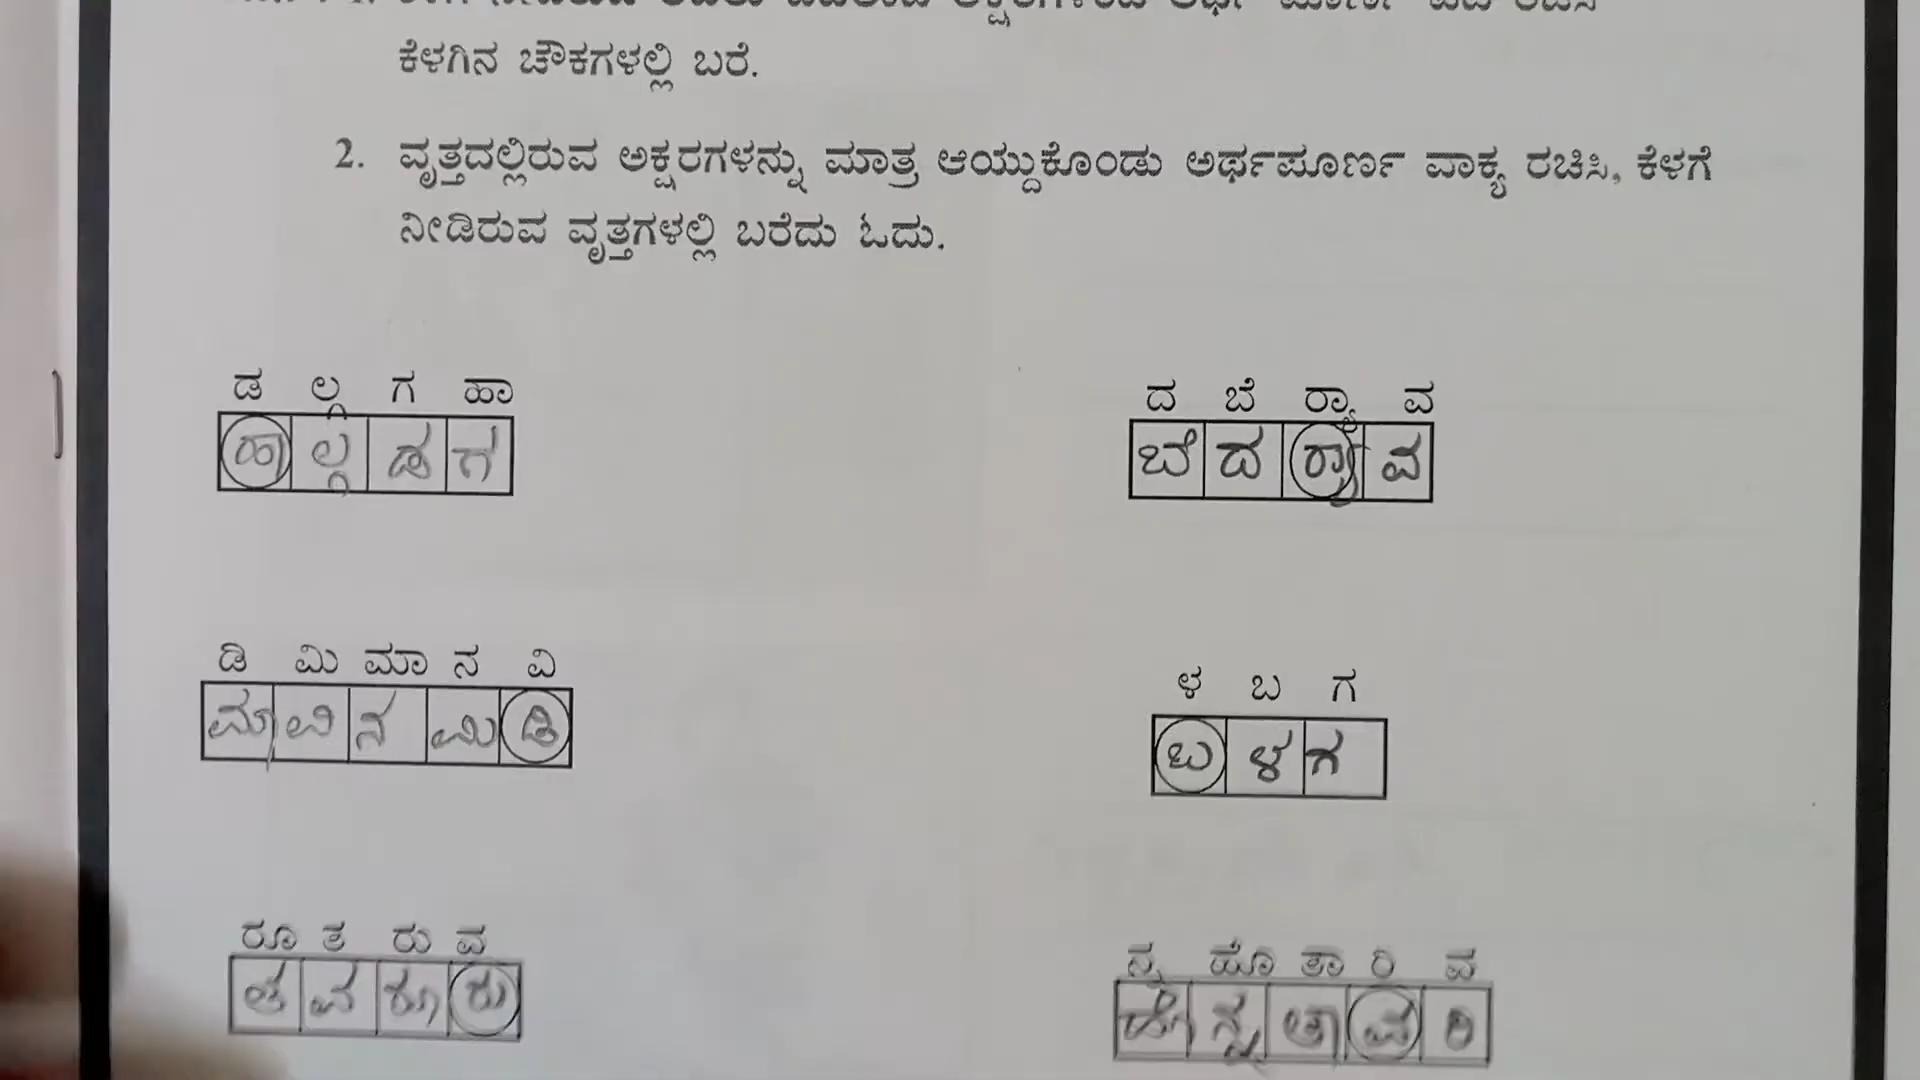 ಕೆಳಗಿನ ಚೌಕಗಳಲ್ಲಿ ಬರೆ.
2. ವೃತ್ತದಲ್ಲಿರುವ ಅಕ್ಷರಗಳನ್ನು ಮಾತ್ರ ಆಯ್ದುಕೊಂಡು ಅರ್ಥಪೂರ್ಣ ವಾಕ್ಯ ರಚಿಸಿ, ಕೆಳಗೆ
ನೀಡಿರುವ ವೃತ್ತಗಳಲ್ಲಿ ಬರೆದು ಓದು.
ಡ ಲ್ಗ ಗ ಹಾ
ಹಾ ಲ್ಗ ಡ ಗ
ದ ಬೆ ರ‍್ಯಾ ವ
ಬೆ ದ ರ‍್ಯಾ ವ
ಡಿ ಮಿ ಮಾ ನ ವಿ
ಮಾ ವಿ ನ ಮಿ ಡಿ
ಳ ಬ ಗ
ಬ ಳ ಗ
ರೂ ತ ರು ವ
ತ ವ ರೂ ರು
ನ್ನ ಹೊ ತಾ ರಿ ವ
ಹೊ ನ್ನ ತಾ ವ ರಿ